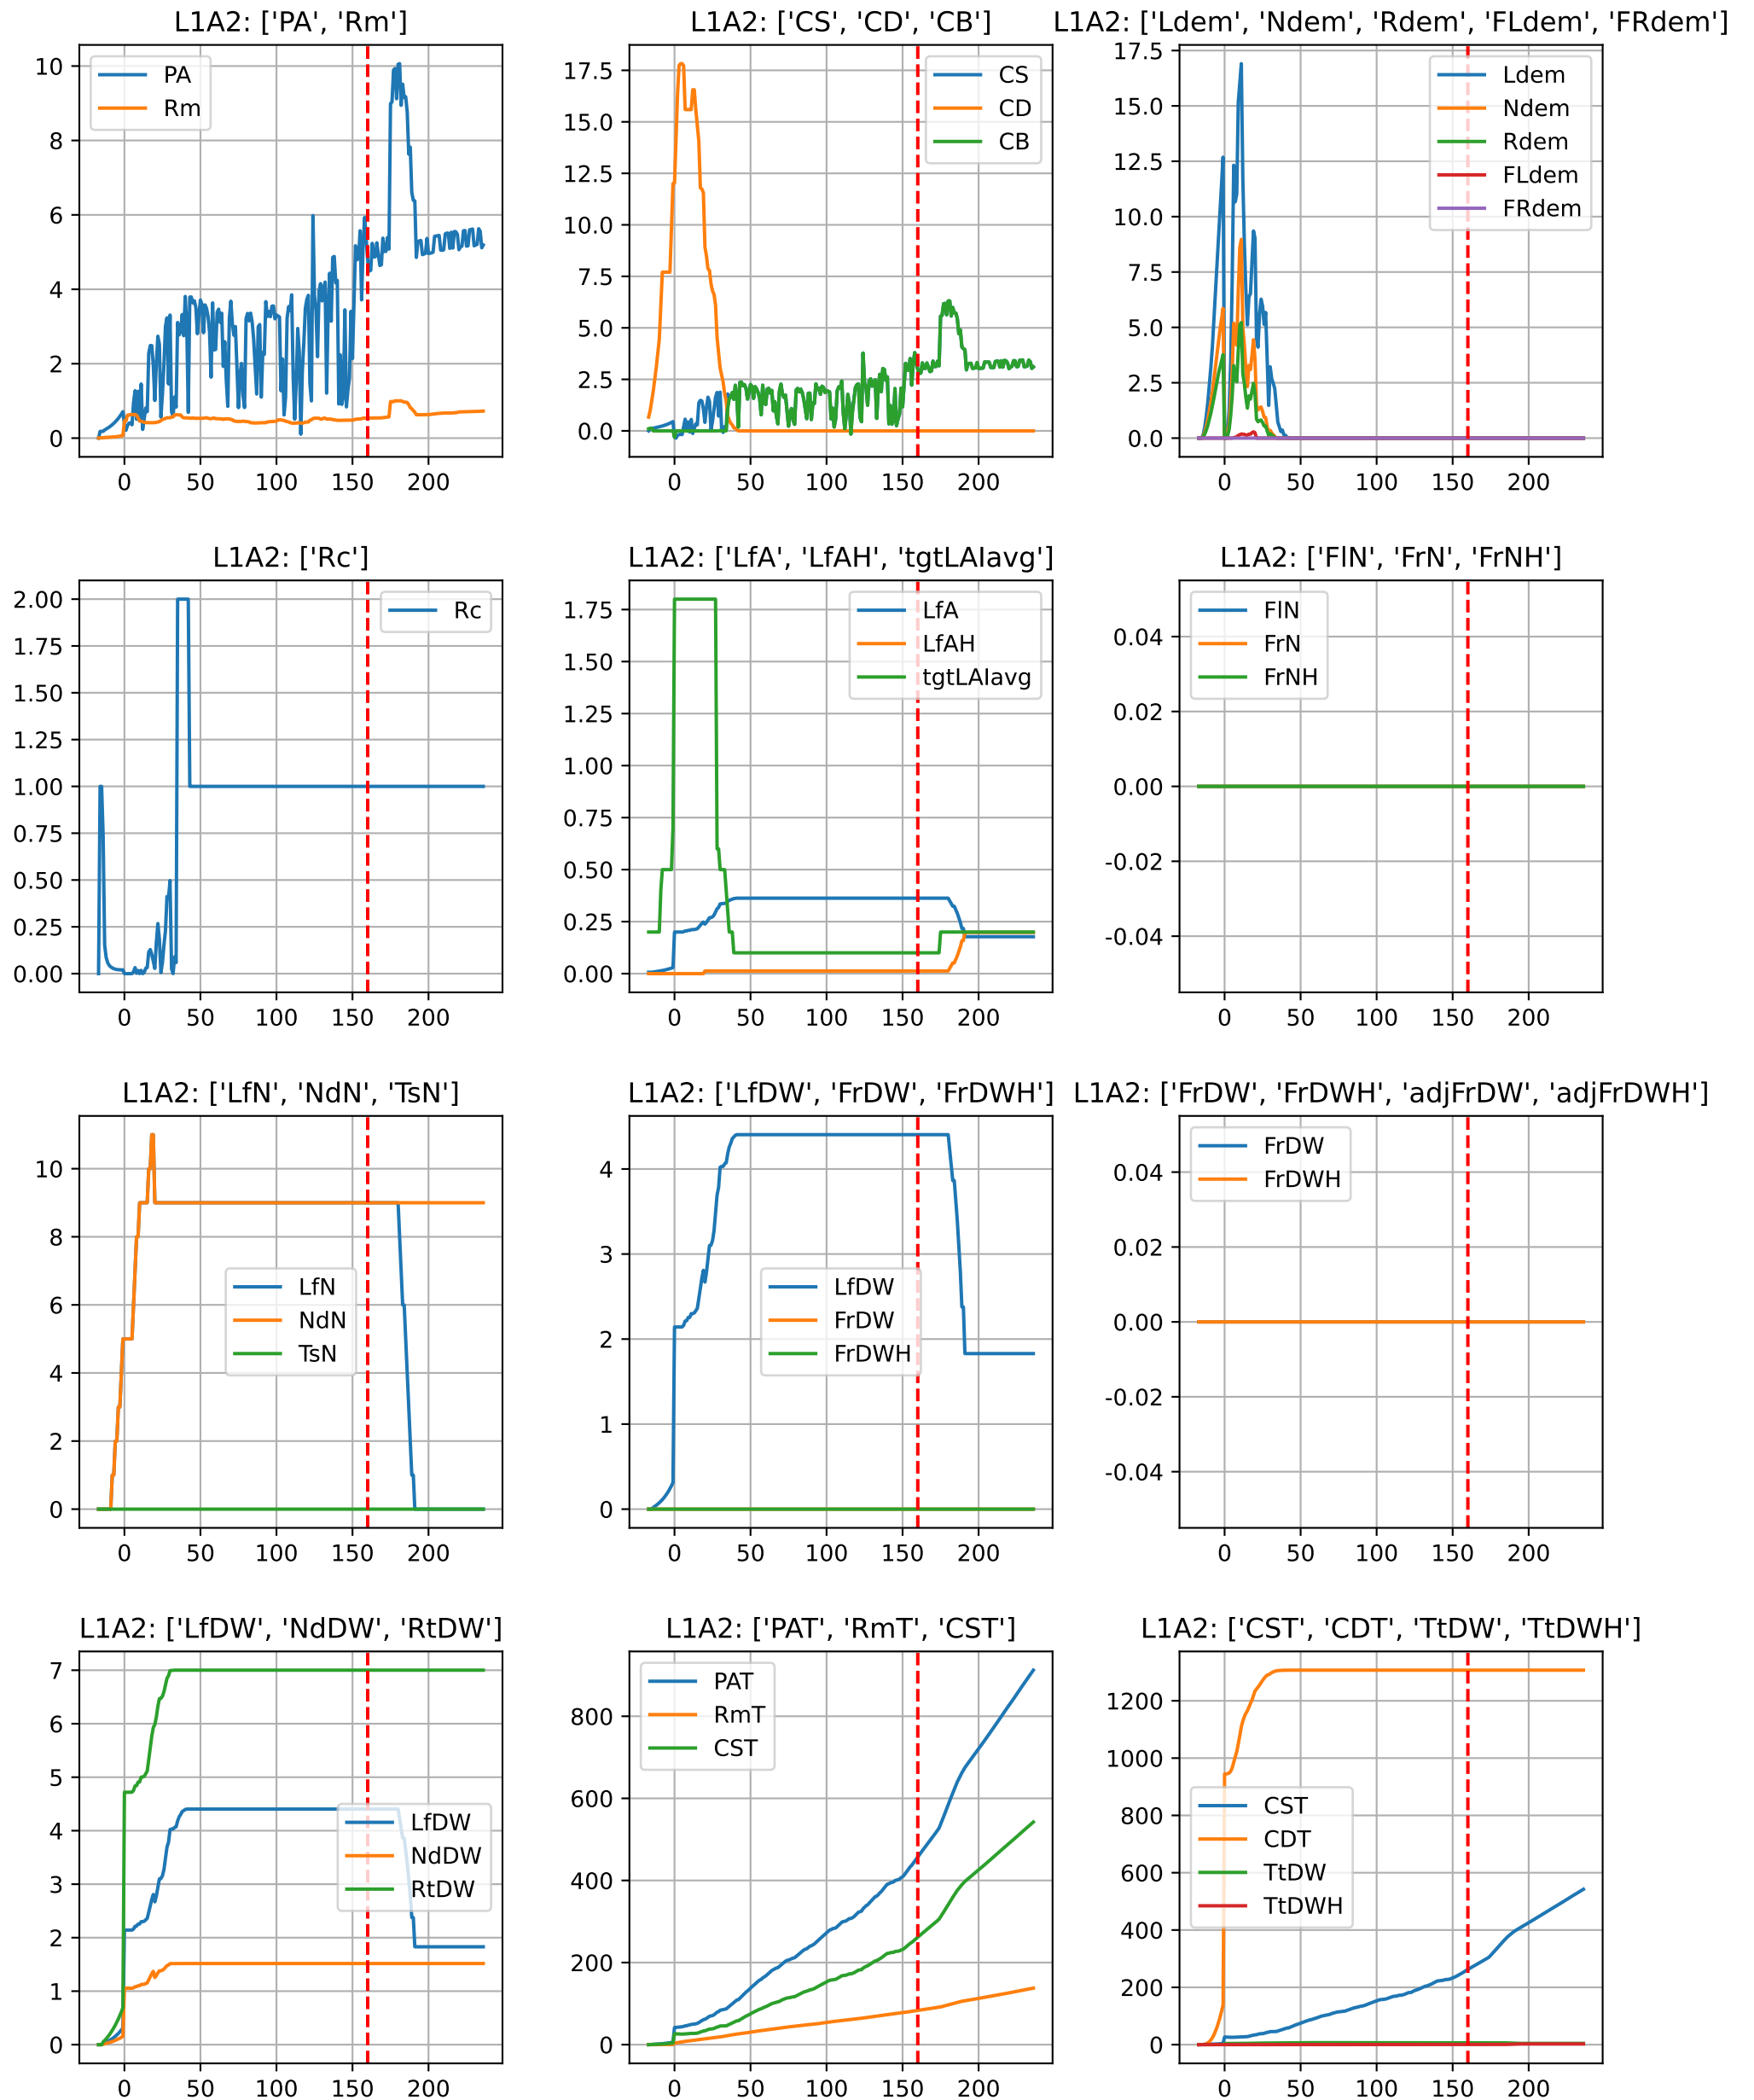 L1A2: ['PA', 'Rm']
PA
Rm
10
8
6
4
2
0
0 50 100 150 200
L1A2: ['CS', 'CD', 'CB']
CS
CD
CB
17.5
15.0
12.5
10.0
7.5
5.0
2.5
0.0
0 50 100 150 200
L1A2: ['Ldem', 'Ndem', 'Rdem', 'FLdem', 'FRdem']
Ldem
Ndem
Rdem
FLdem
FRdem
17.5
15.0
12.5
10.0
7.5
5.0
2.5
0.0
0 50 100 150 200
L1A2: ['Rc']
Rc
2.00
1.75
1.50
1.25
1.00
0.75
0.50
0.25
0.00
0 50 100 150 200
L1A2: ['LfA', 'LfAH', 'tgtLAIavg']
LfA
LfAH
tgtLAIavg
1.75
1.50
1.25
1.00
0.75
0.50
0.25
0.00
0 50 100 150 200
L1A2: ['FlN', 'FrN', 'FrNH']
FlN
FrN
FrNH
0.04
0.02
0.00
-0.02
-0.04
0 50 100 150 200
L1A2: ['LfN', 'NdN', 'TsN']
LfN
NdN
TsN
10
8
6
4
2
0
0 50 100 150 200
L1A2: ['LfDW', 'FrDW', 'FrDWH']
LfDW
FrDW
FrDWH
4
3
2
1
0
0 50 100 150 200
L1A2: ['FrDW', 'FrDWH', 'adjFrDW', 'adjFrDWH']
FrDW
FrDWH
0.04
0.02
0.00
-0.02
-0.04
0 50 100 150 200
L1A2: ['LfDW', 'NdDW', 'RtDW']
LfDW
NdDW
RtDW
7
6
5
4
3
2
1
0
0 50 100 150 200
L1A2: ['PAT', 'RmT', 'CST']
PAT
RmT
CST
800
600
400
200
0
0 50 100 150 200
L1A2: ['CST', 'CDT', 'TtDW', 'TtDWH']
CST
CDT
TtDW
TtDWH
1200
1000
800
600
400
200
0
0 50 100 150 200